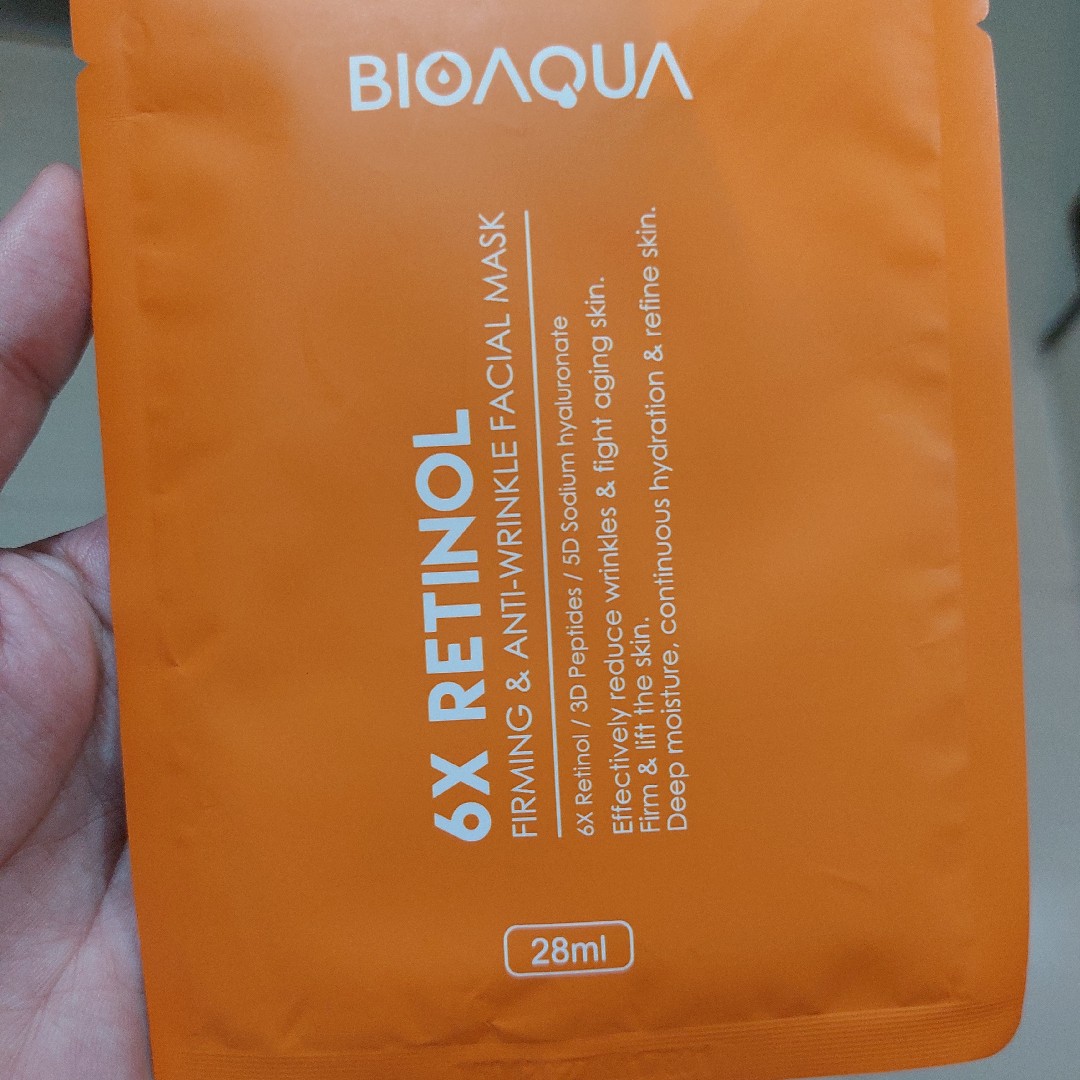 BIOAQUA
6X RETINOL
FIRMING & ANTI-WRINKLE FACIAL MASK
6X Retinol / 3D Peptides / 5D Sodium hyaluronate
Effectively reduce wrinkles & fight aging skin.
Firm & lift the skin.
Deep moisture, continuous hydration & refine skin.
28ml